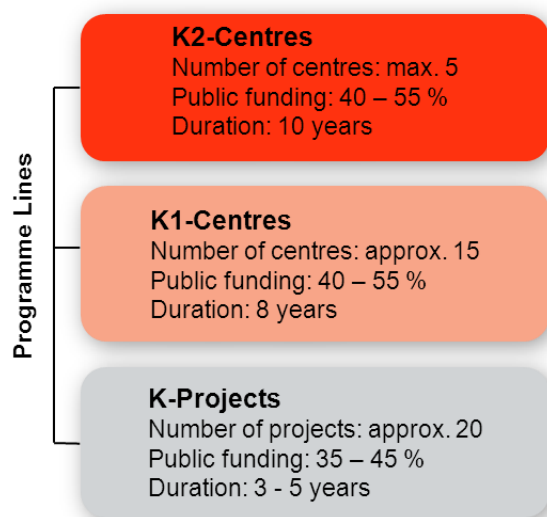 Programme Lines
K2-Centres
Number of centres: max. 5
Public funding: 40 – 55 %
Duration: 10 years
K1-Centres
Number of centres: approx. 15
Public funding: 40 – 55 %
Duration: 8 years
K-Projects
Number of projects: approx. 20
Public funding: 35 – 45 %
Duration: 3 - 5 years